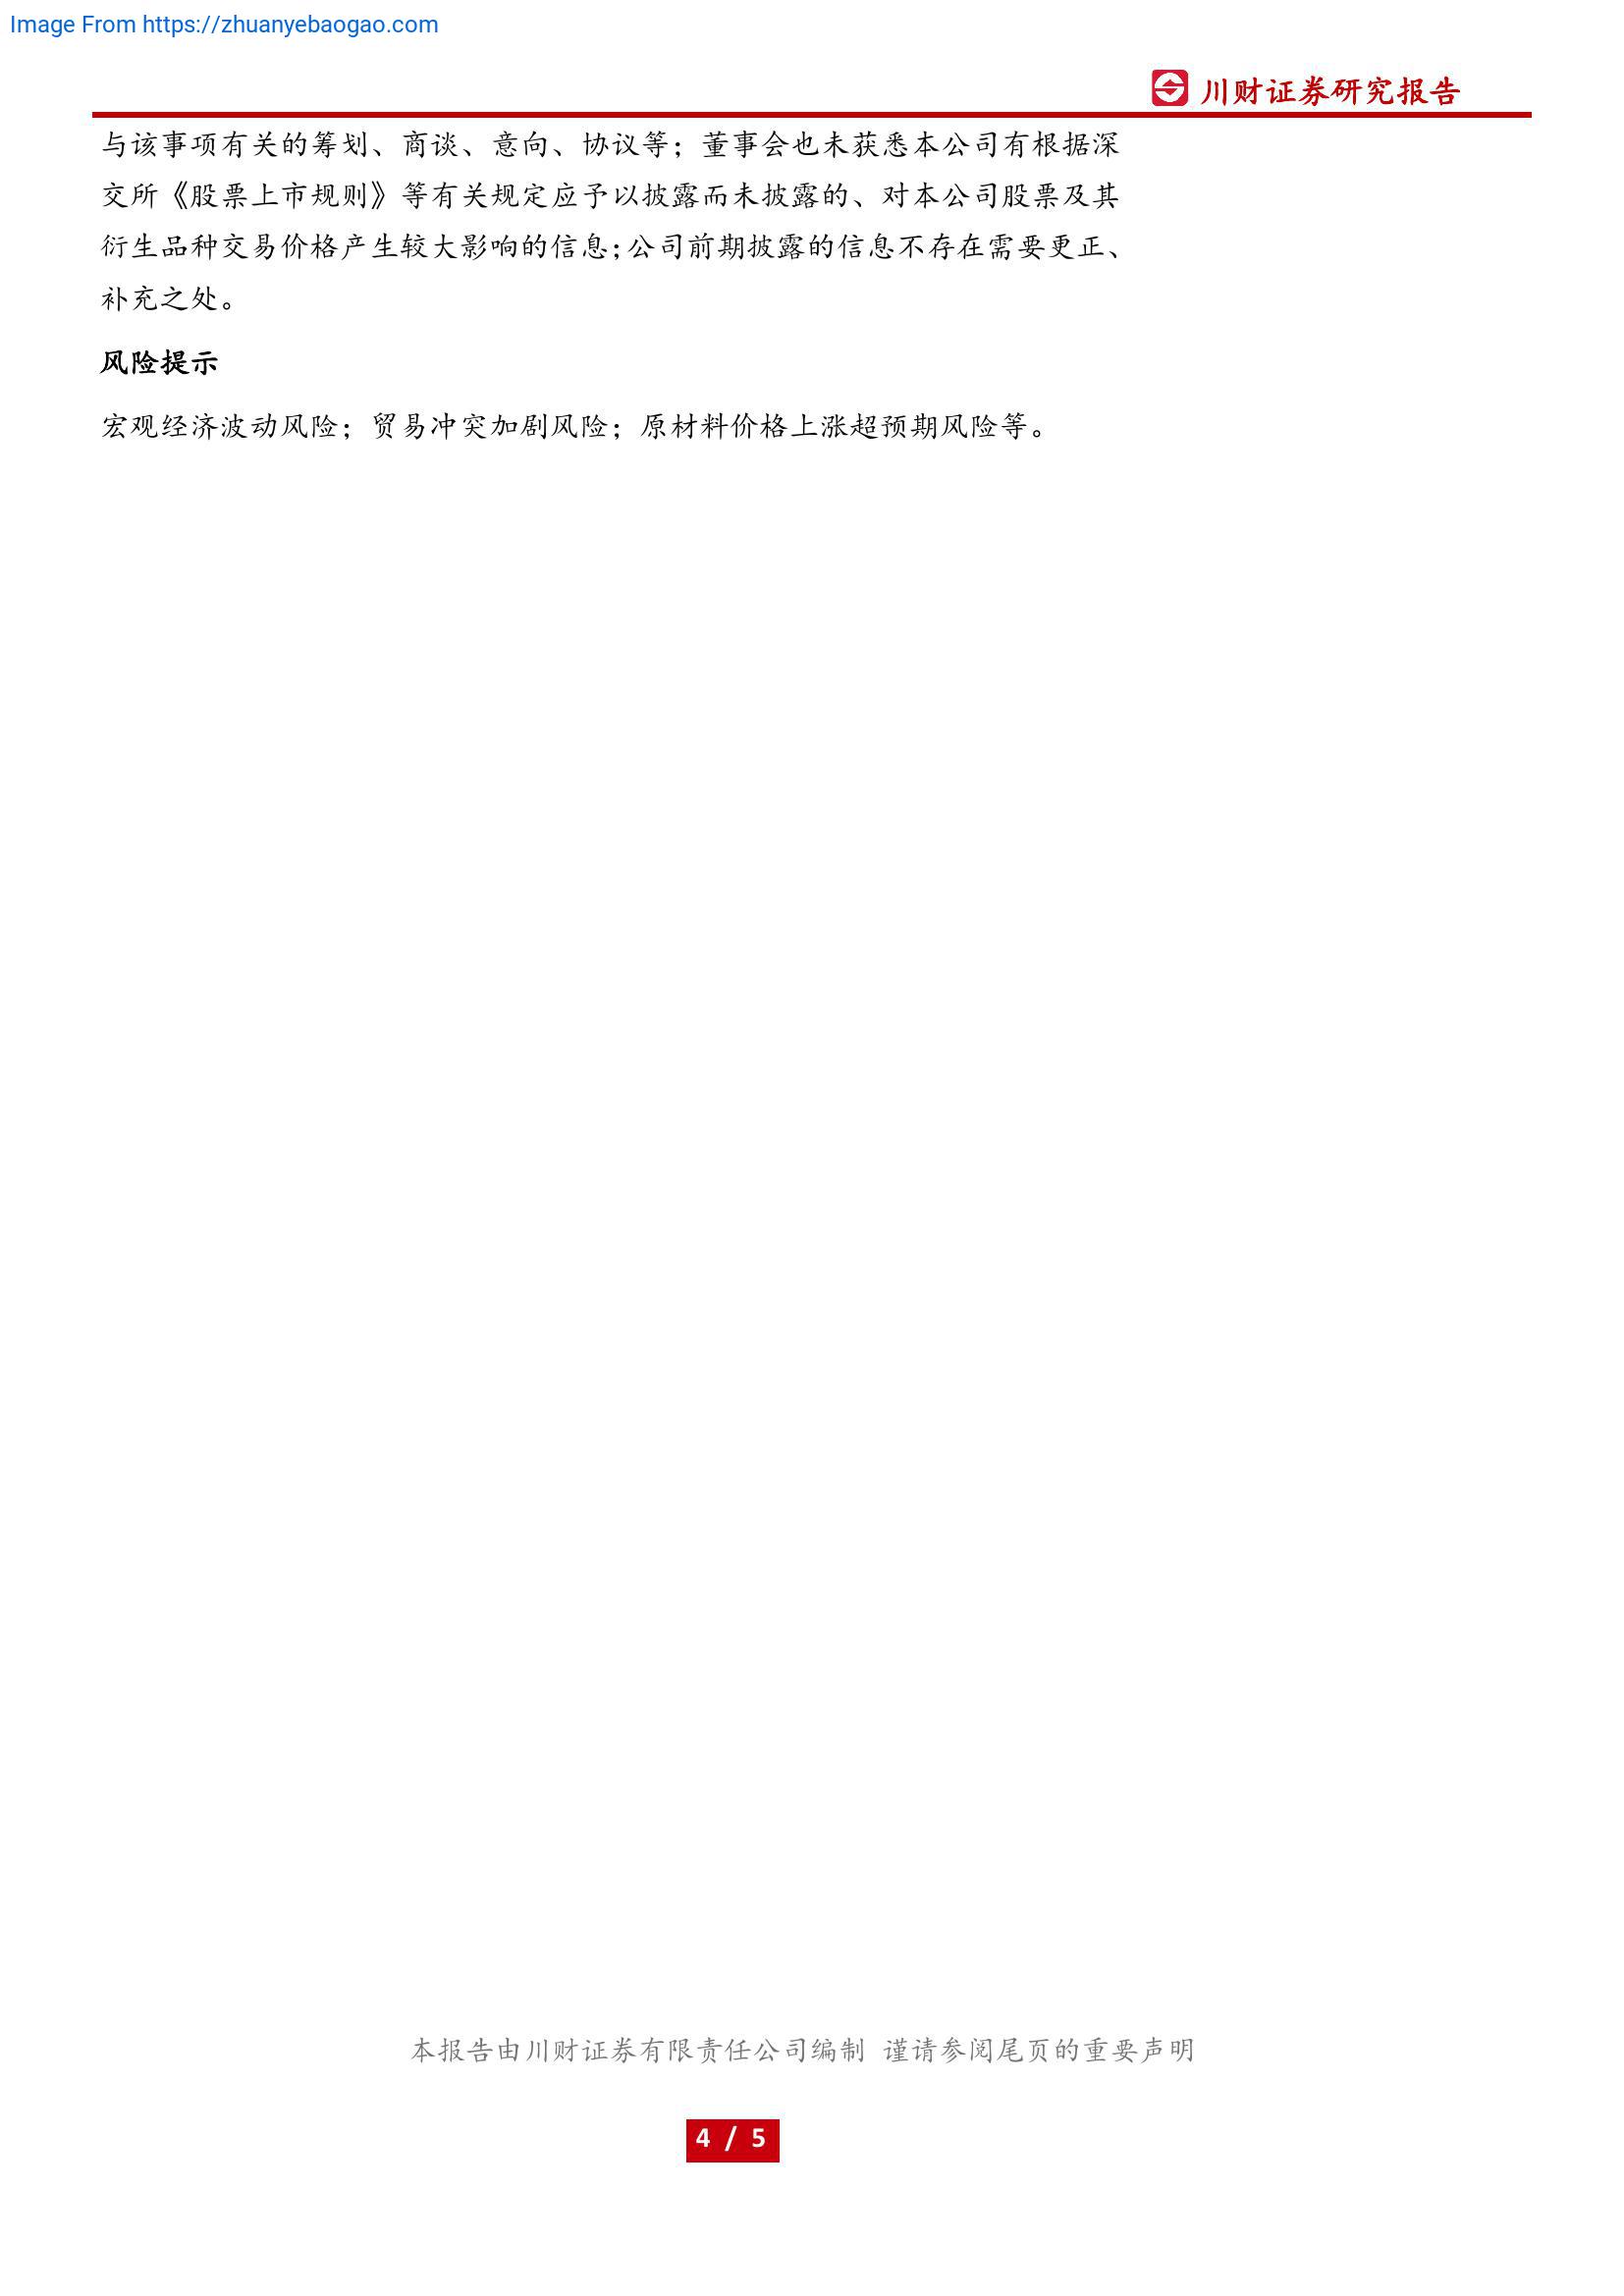 Image From https://zhuanyebaogao.com
川财证券研究报告
与该事项有关的筹划、商谈、意向、协议等；董事会也未获悉本公司有根据深
交所《股票上市规则》等有关规定应予以披露而未披露的、对本公司股票及其
衍生品种交易价格产生较大影响的信息；公司前期披露的信息不存在需要更正、
补充之处。
风险提示
宏观经济波动风险；贸易冲突加剧风险；原材料价格上涨超预期风险等。
本报告由川财证券有限责任公司编制 谨请参阅尾页的重要声明
4 / 5